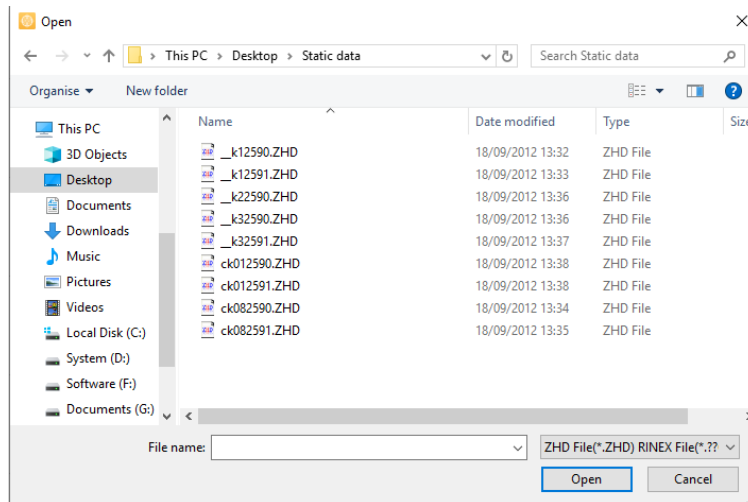 Open
This PC > Desktop > Static data
Search Static data
Organise
New folder
Name
Date modified
Type
Size
This PC
3D Objects
Desktop
Documents
Downloads
Music
Pictures
Videos
Local Disk (C:)
System (D:)
Software (F:)
Documents (G:)
__k12590.ZHD 18/09/2012 13:32 ZHD File
__k12591.ZHD 18/09/2012 13:33 ZHD File
__k22590.ZHD 18/09/2012 13:36 ZHD File
__k32590.ZHD 18/09/2012 13:36 ZHD File
__k32591.ZHD 18/09/2012 13:37 ZHD File
ck012590.ZHD 18/09/2012 13:38 ZHD File
ck012591.ZHD 18/09/2012 13:38 ZHD File
ck082590.ZHD 18/09/2012 13:34 ZHD File
ck082591.ZHD 18/09/2012 13:35 ZHD File
File name:
ZHD File(*.ZHD) RINEX File(*.??
Open
Cancel